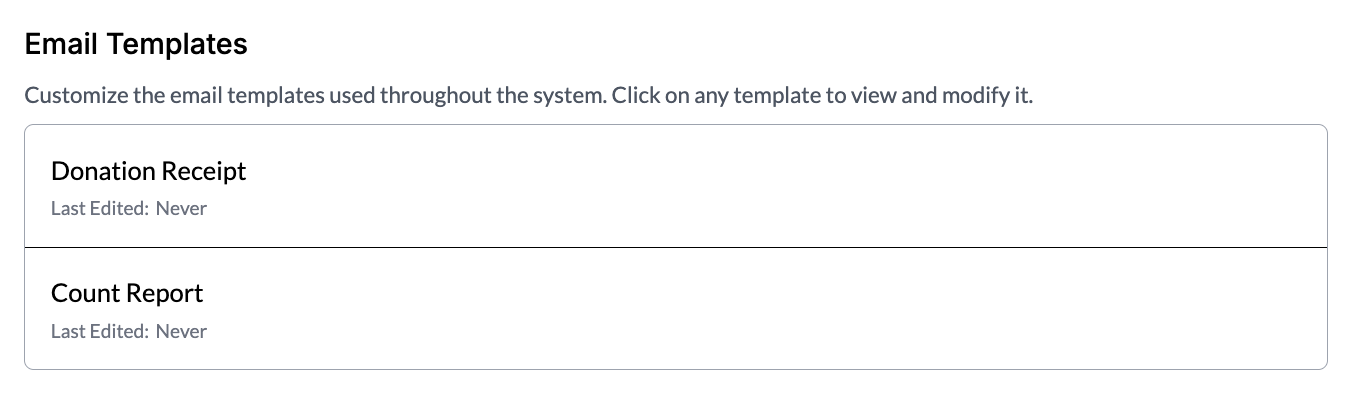 Email Templates
Customize the email templates used throughout the system. Click on any template to view and modify it.
Donation Receipt
Last Edited: Never
Count Report
Last Edited: Never